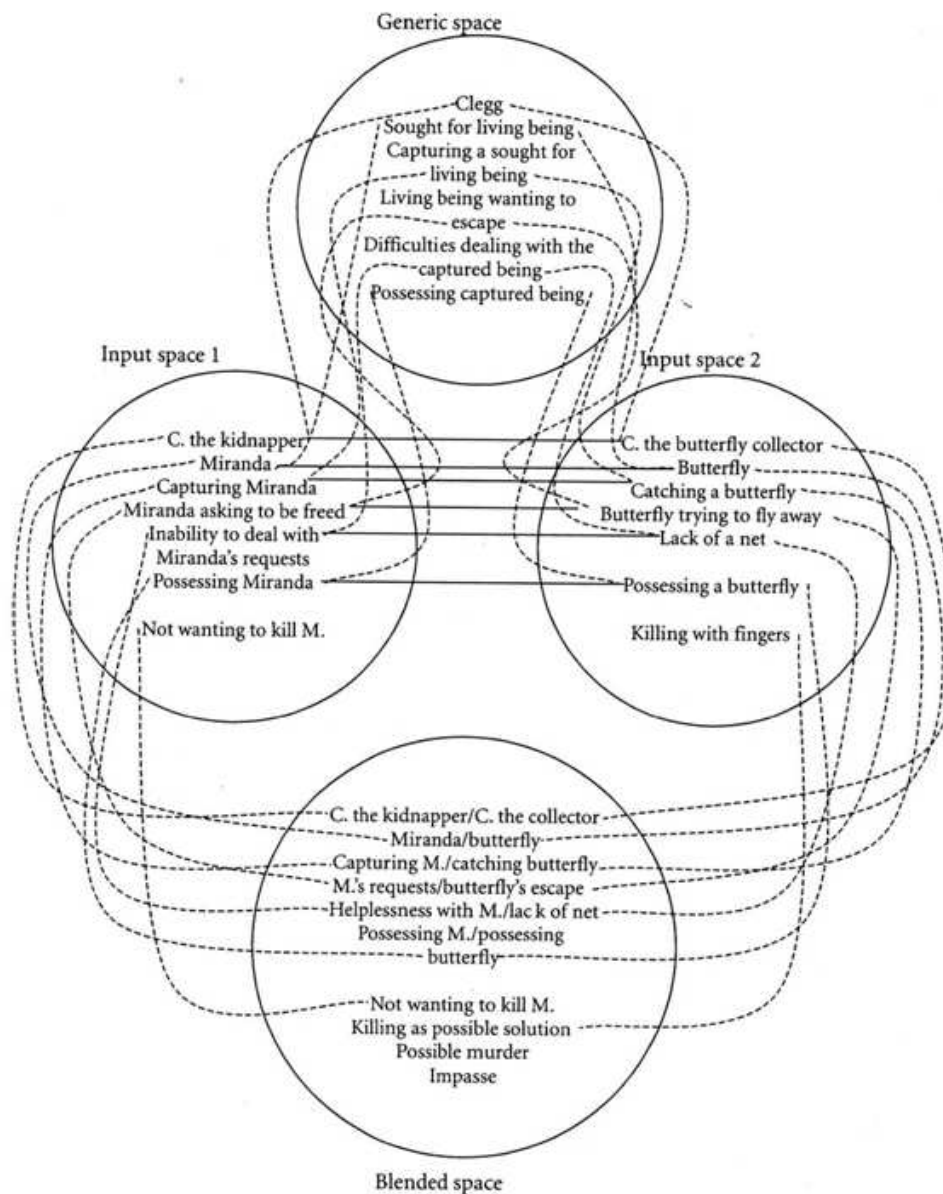 Generic space
Clegg
Sought for living being
Capturing a sought for
living being
Living being wanting to
escape
Difficulties dealing with the
captured being
Possessing captured being
Input space 1
C. the kidnapper
Miranda
Capturing Miranda
Miranda asking to be freed
Inability to deal with
Miranda's requests
Possessing Miranda
Not wanting to kill M.
Input space 2
C. the butterfly collector
Butterfly
Catching a butterfly
Butterfly trying to fly away
Lack of a net
Possessing a butterfly
Killing with fingers
C. the kidnapper/C. the collector
Miranda/butterfly
Capturing M./catching butterfly
M.'s requests/butterfly's escape
Helplessness with M./lack of net
Possessing M./possessing
butterfly
Not wanting to kill M.
Killing as possible solution
Possible murder
Impasse
Blended space